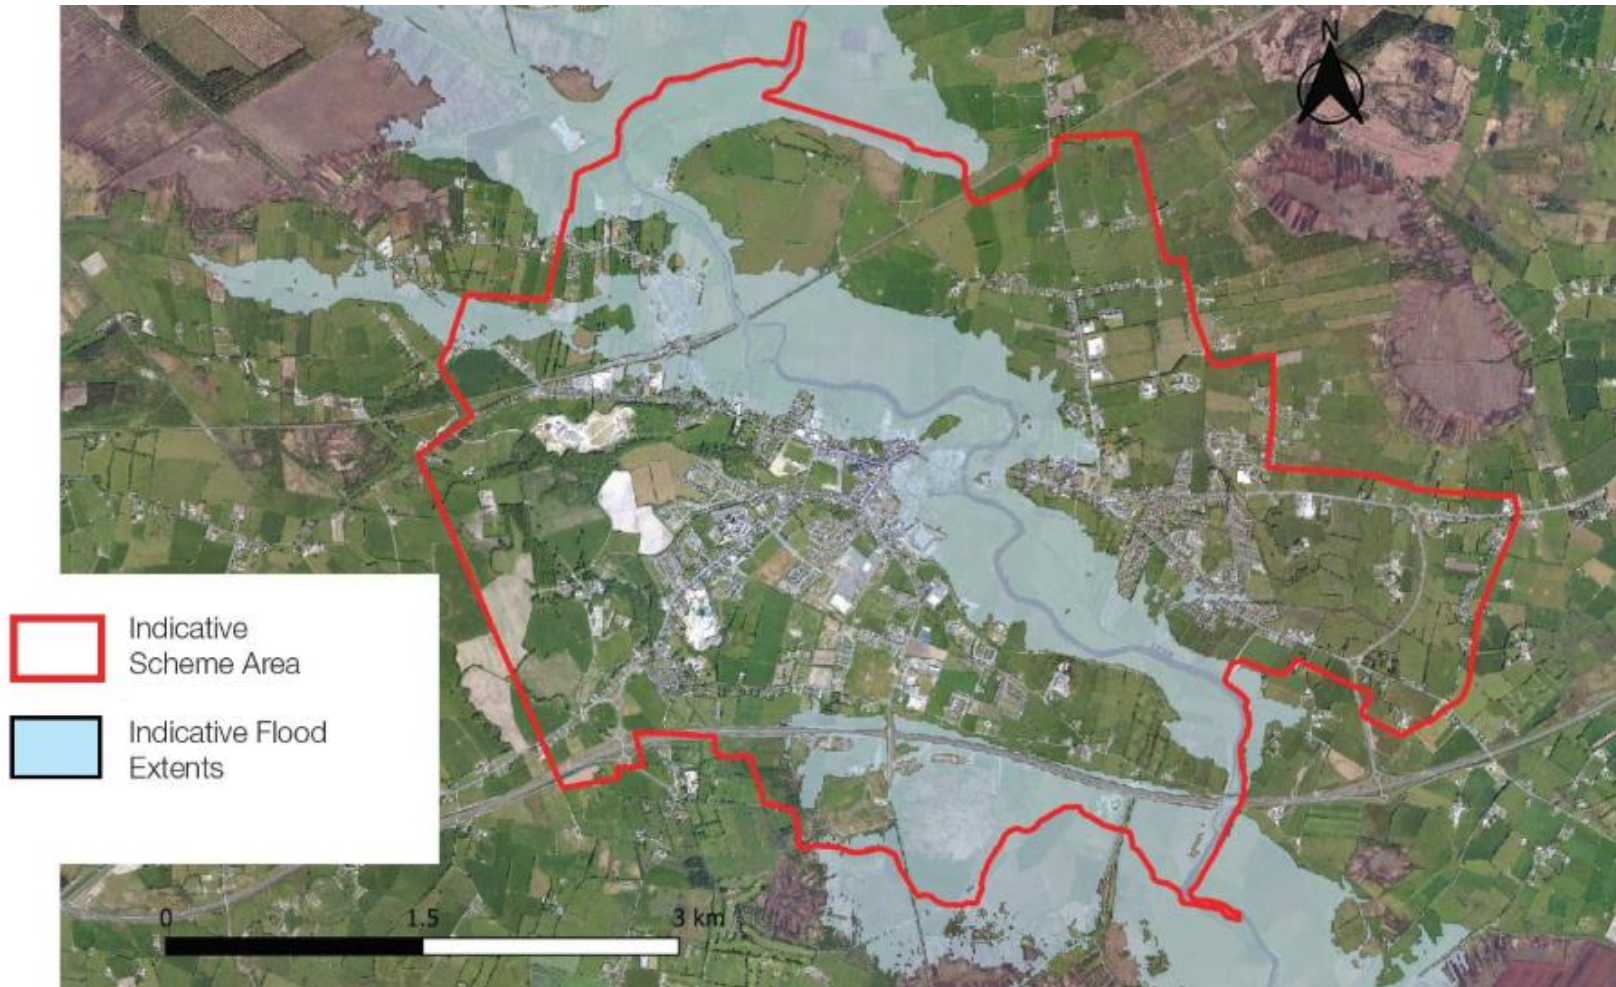 N
Indicative
Scheme Area
Indicative Flood
Extents
0 1.5 3 km